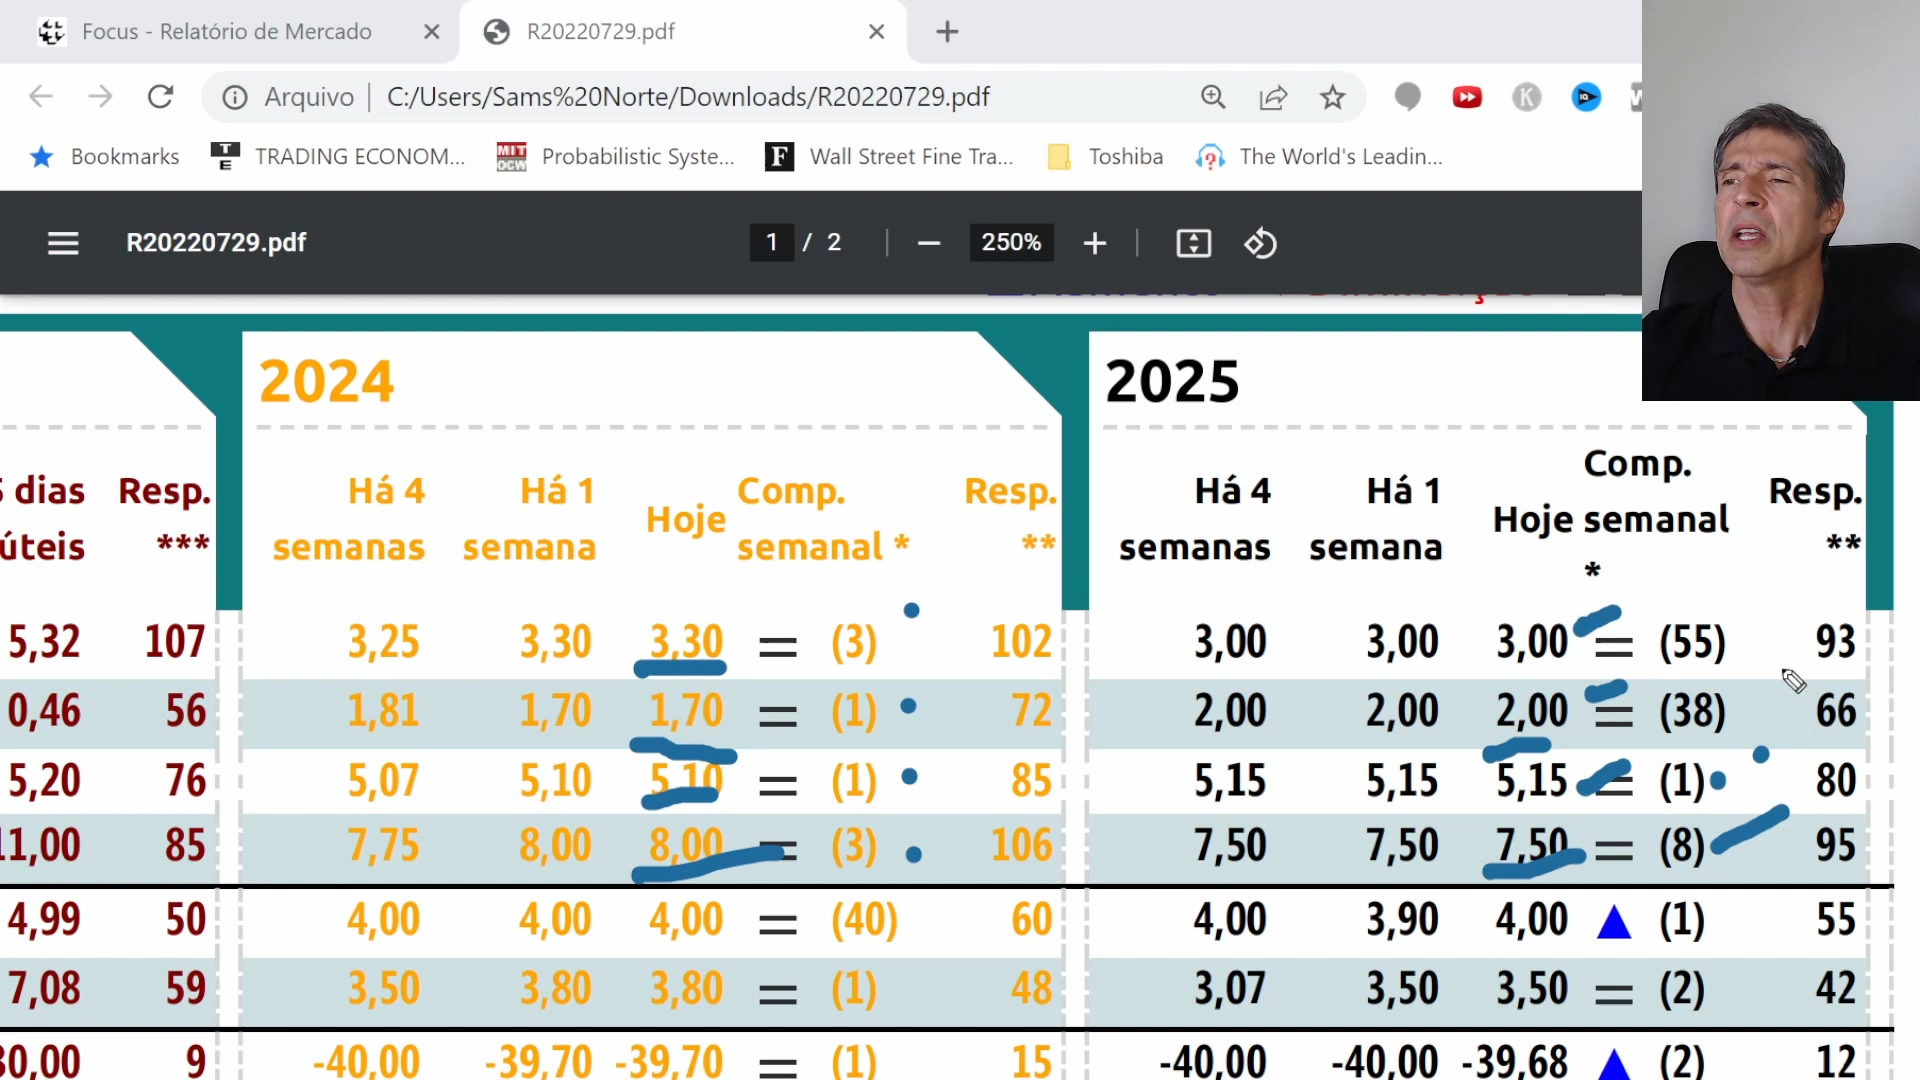 Focus - Relatório de Mercado
R20220729.pdf
Arquivo C:/Users/Sams%20Norte/Downloads/R20220729.pdf
K
IQ
Bookmarks
TE TRADING ECONOM...
MIT OCW Probabilistic Syste...
F Wall Street Fine Tra...
Toshiba
The World's Leadin...
R20220729.pdf
1 / 2
250%
2024 2025
dias úteis Resp. *** Há 4 semanas Há 1 semana Hoje Comp. semanal * Resp. ** Há 4 semanas Há 1 semana Hoje Comp. semanal * Resp. **
5,32 107 3,25 3,30 3,30 = (3) 102 3,00 3,00 3,00 = (55) 93
0,46 56 1,81 1,70 1,70 = (1) 72 2,00 2,00 2,00 = (38) 66
5,20 76 5,07 5,10 5,10 = (1) 85 5,15 5,15 5,15 = (1) 80
11,00 85 7,75 8,00 8,00 = (3) 106 7,50 7,50 7,50 = (8) 95
4,99 50 4,00 4,00 4,00 = (40) 60 4,00 3,90 4,00 ▲ (1) 55
7,08 59 3,50 3,80 3,80 = (1) 48 3,07 3,50 3,50 = (2) 42
30,00 9 -40,00 -39,70 -39,70 = (1) 15 -40,00 -40,00 -39,68 ▲ (2) 12